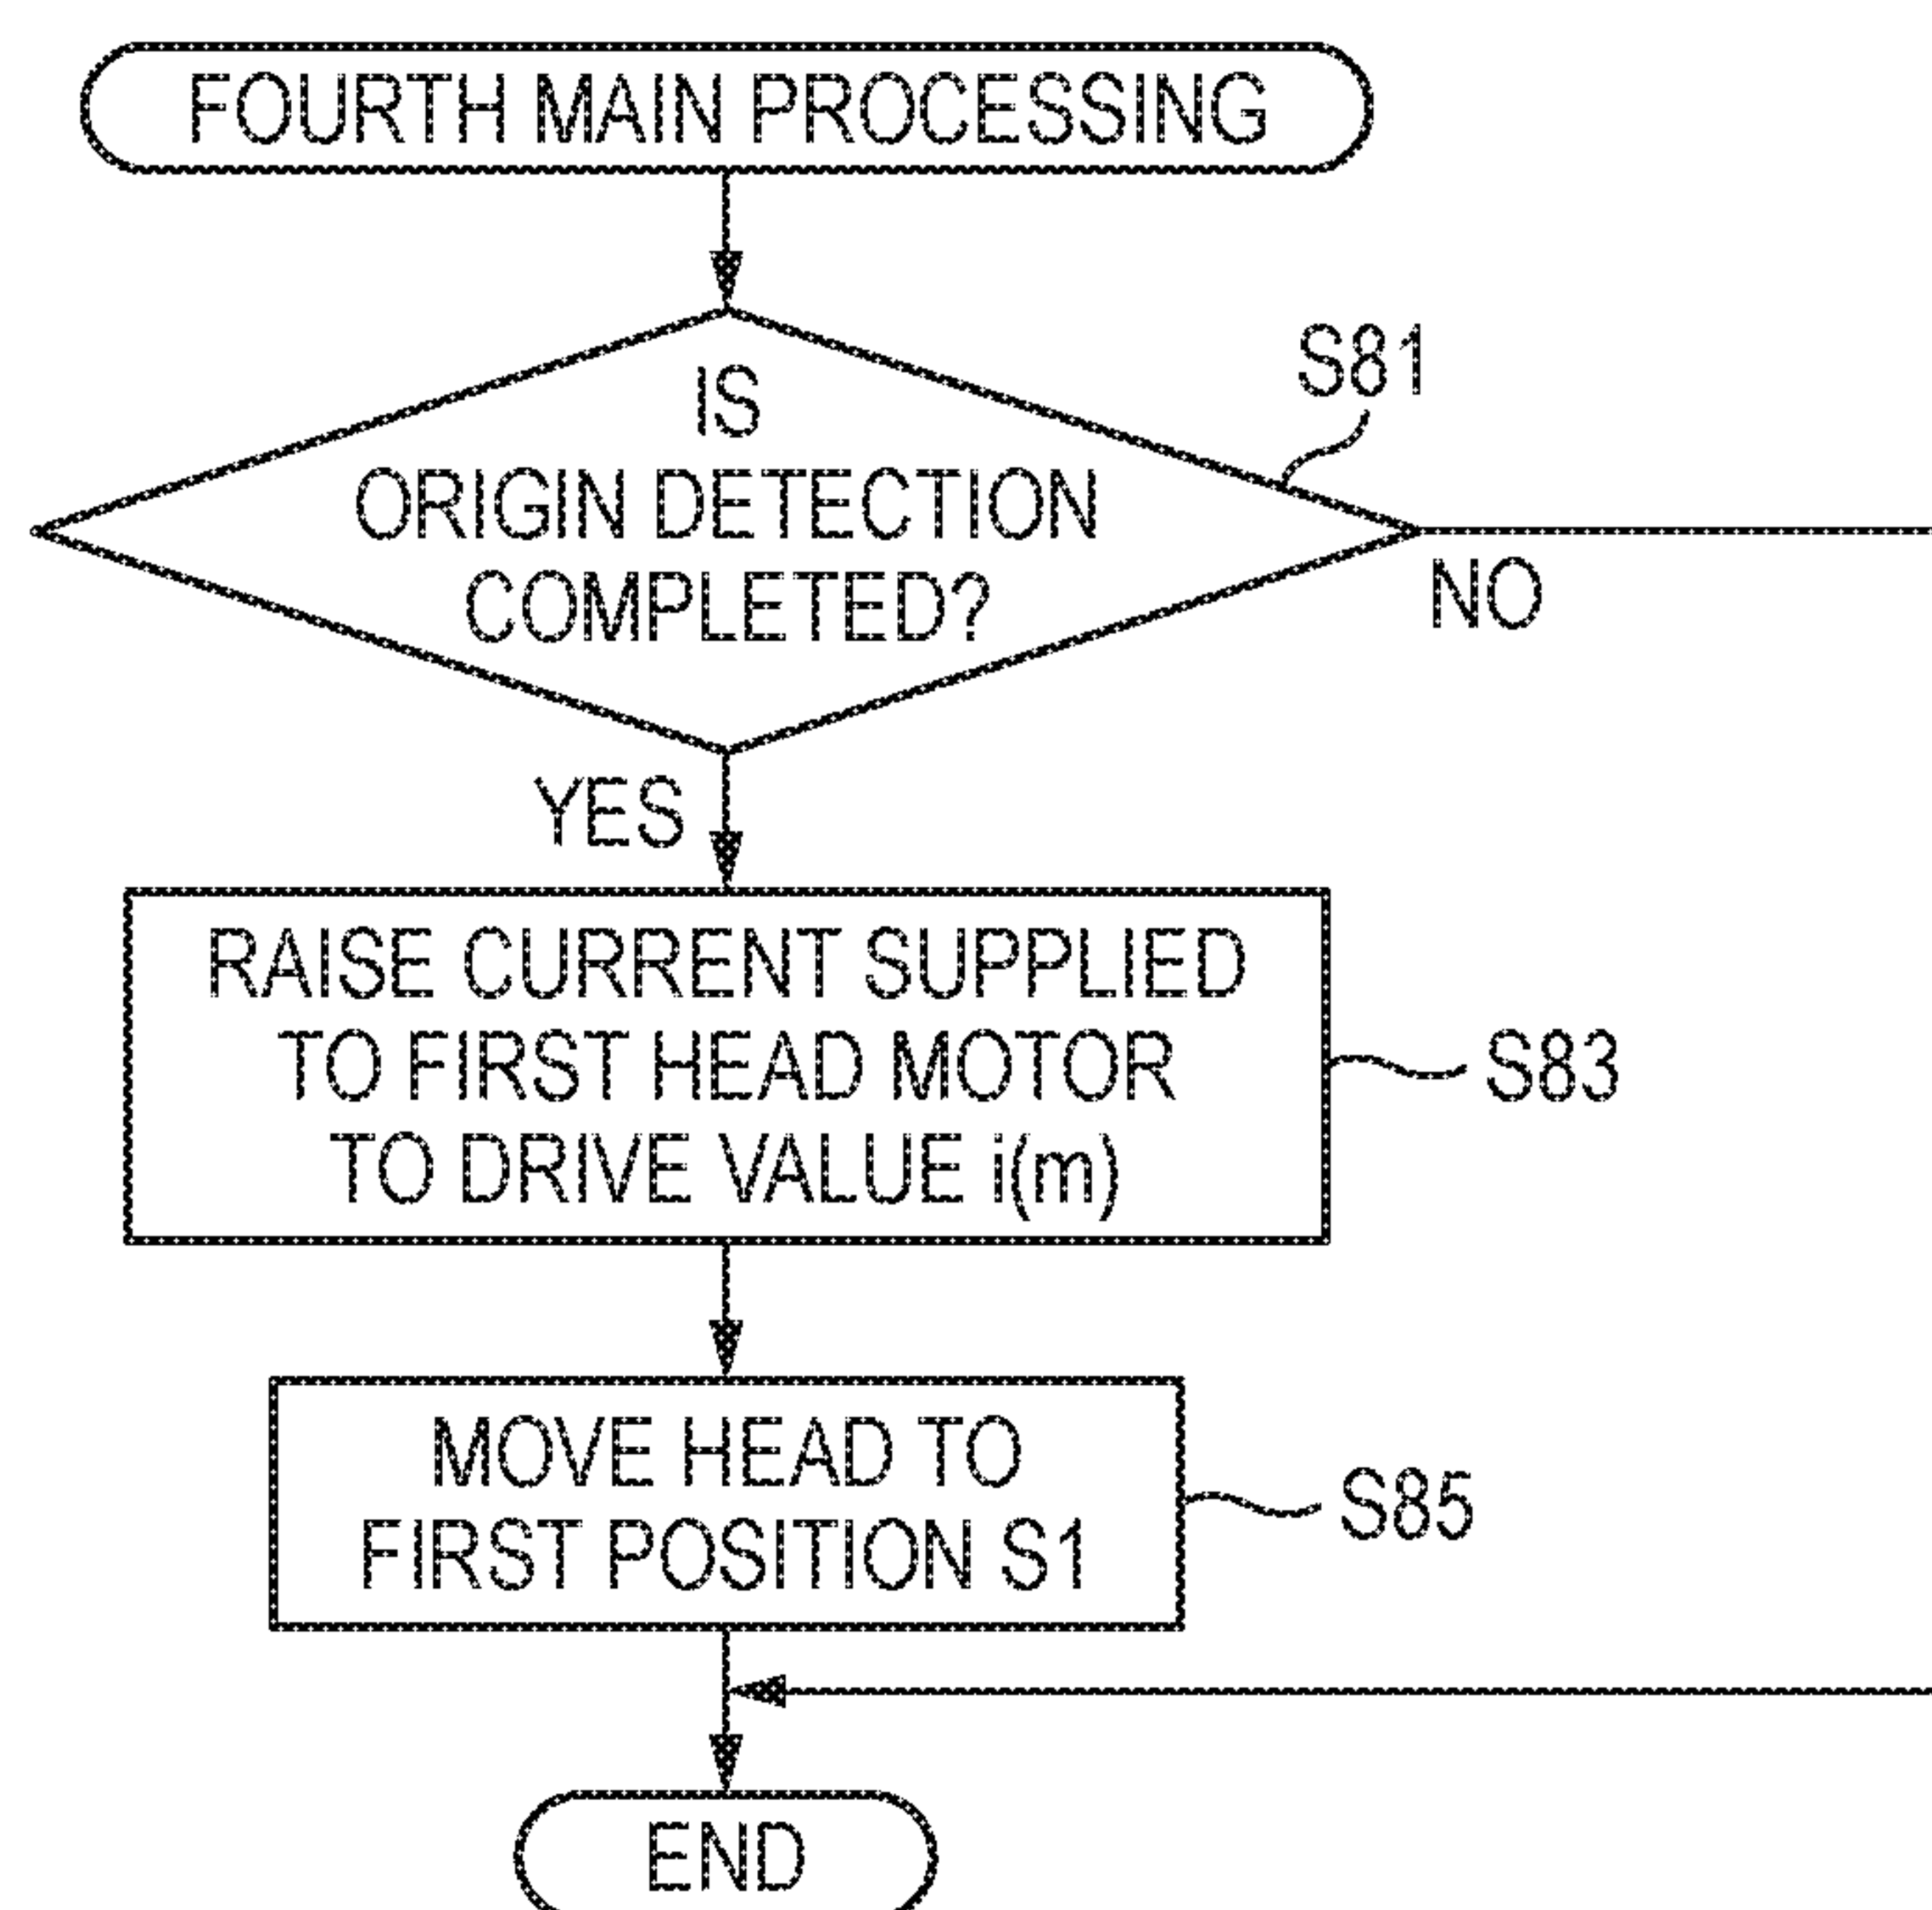 FOURTH MAIN PROCESSING
S81
IS
ORIGIN DETECTION
COMPLETED?
NO
YES
RAISE CURRENT SUPPLIED
TO FIRST HEAD MOTOR
TO DRIVE VALUE i(m)
S83
MOVE HEAD TO
FIRST POSITION S1
S85
END